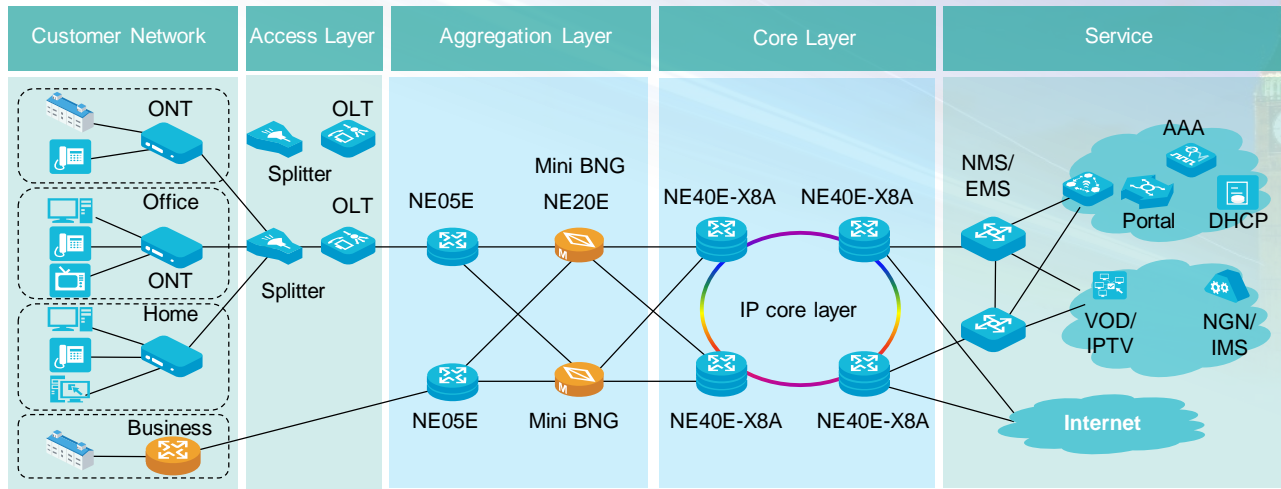 Customer Network
Access Layer
Aggregation Layer
Core Layer
Service
ONT
Office
ONT
Home
Business
OLT
Splitter
OLT
Splitter
NE05E
Mini BNG
NE20E
NE05E
Mini BNG
M
M
NE40E-X8A
NE40E-X8A
IP core layer
NE40E-X8A
NE40E-X8A
NMS/
EMS
AAA
Portal
DHCP
VOD/
IPTV
NGN/
IMS
Internet